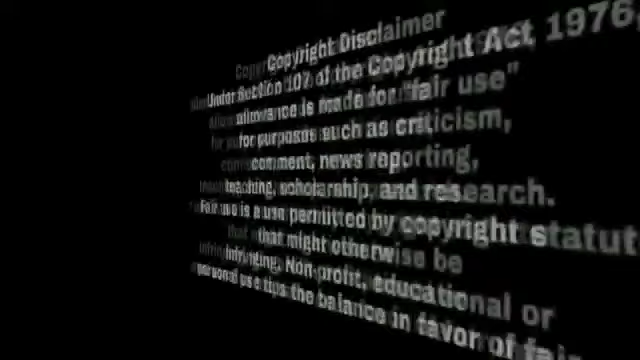 Copyright Disclaimer
Under Section 107 of the Copyright Act 1976,
allowance is made for "fair use"
for purposes such as criticism,
comment, news reporting,
teaching, scholarship, and research.
Fair use is a use permitted by copyright statut
that might otherwise be
infringing. Non-profit, educational or
personal use tips the balance in favor of fai